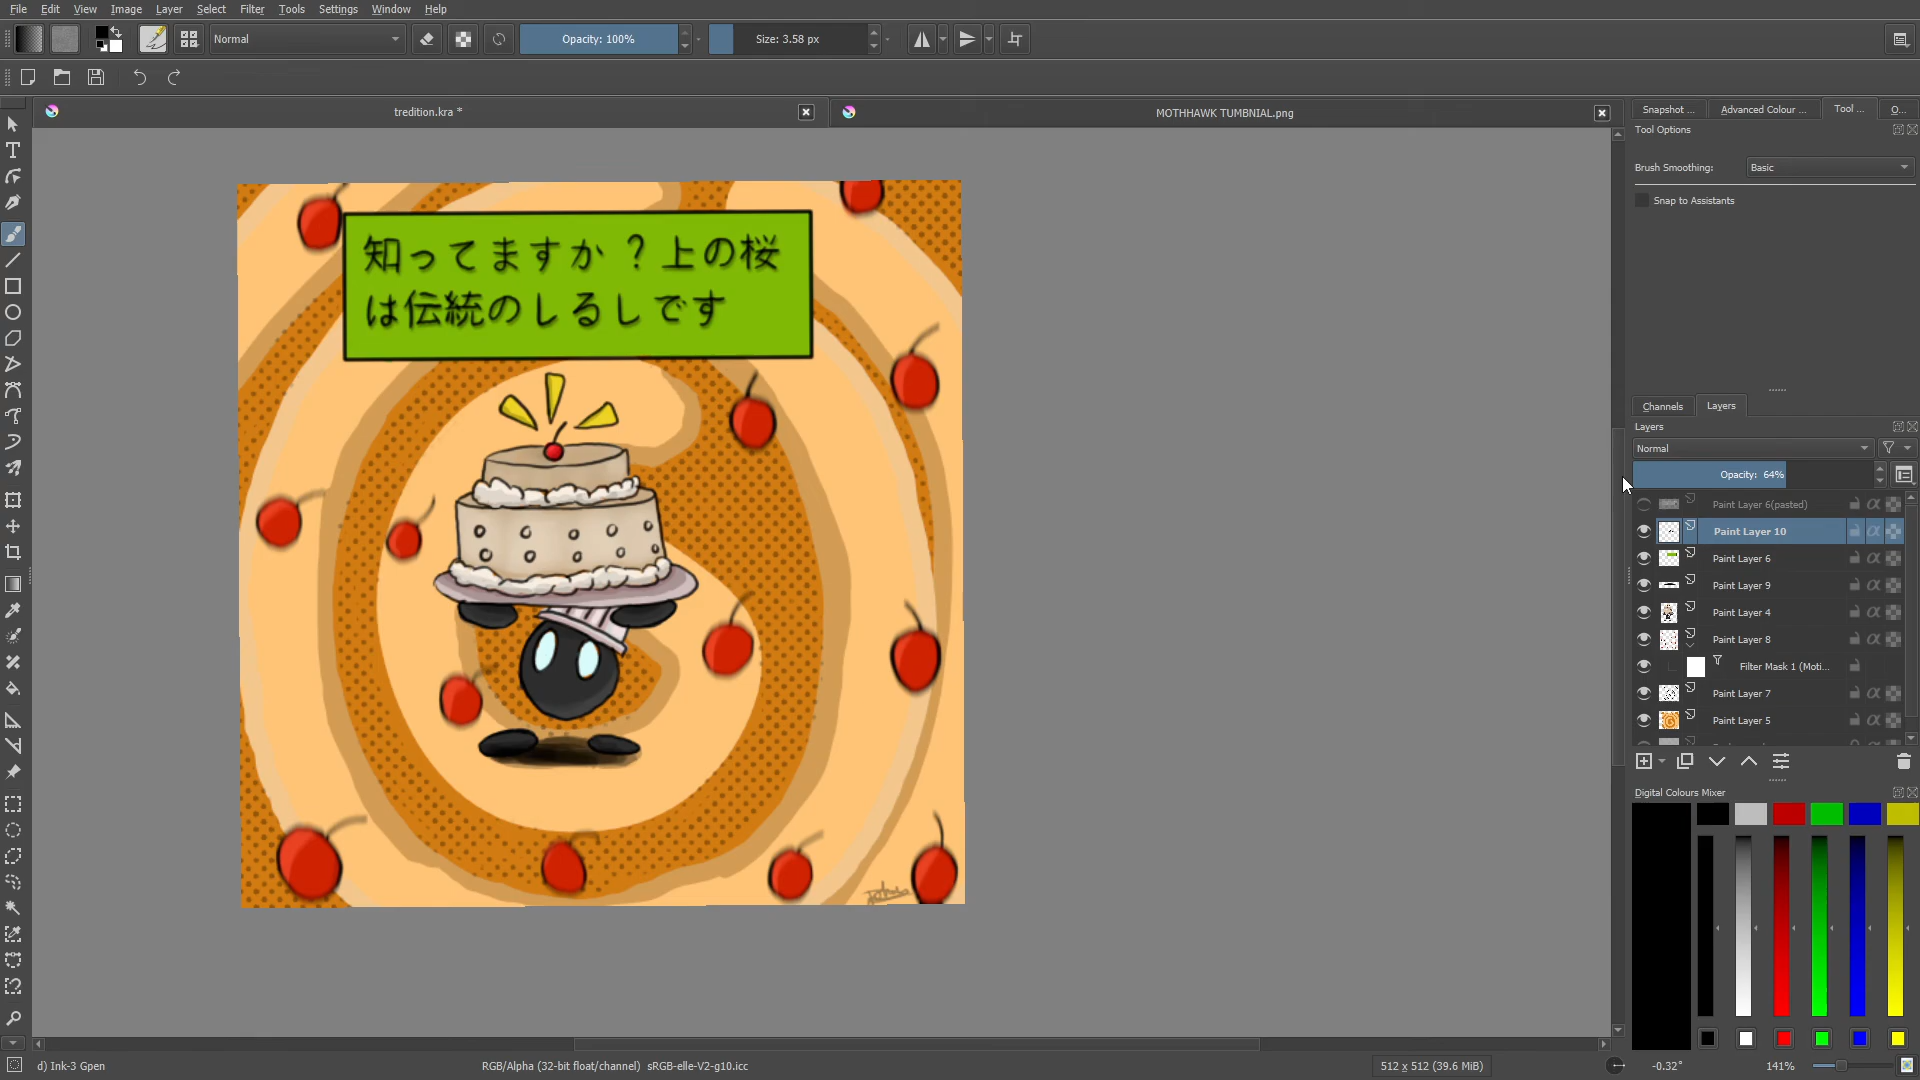 File Edit View Image Layer Select Filter Tools Settings Window Help
Normal Opacity: 100% Size: 3.58 px
tredition.kra * MOTHHAWK TUMBNIAL.png
Snapshot ... Advanced Colour ... Tool ... O...
Tool Options
Brush Smoothing: Basic
Snap to Assistants
知ってますか？上の桜
は伝統のしるしです
Channels Layers
Layers
Normal
Opacity: 64%
Paint Layer 6(pasted)
Paint Layer 10
Paint Layer 6
Paint Layer 9
Paint Layer 4
Paint Layer 8
Filter Mask 1 (Moti...
Paint Layer 7
Paint Layer 5
Digital Colours Mixer
d) Ink-3 Gpen RGB/Alpha (32-bit float/channel) sRGB-elle-V2-g10.icc 512 x 512 (39.6 MiB) -0.32° 141%